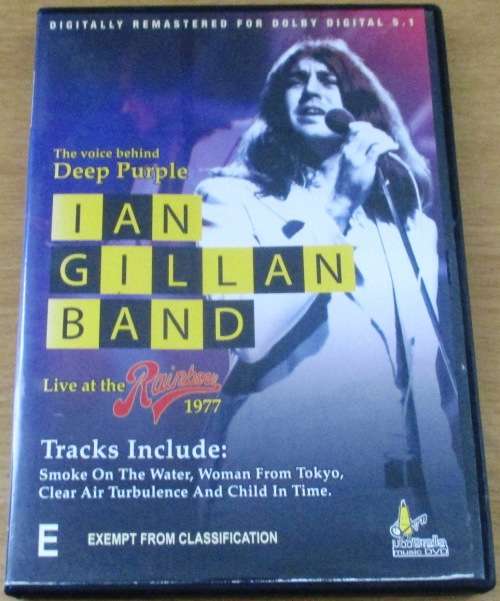 DIGITALLY REMASTERED FOR DOLBY DIGITAL 5.1
The voice behind
Deep Purple
IAN
GILLAN
BAND
Live at the Rainbow
1977
Tracks Include:
Smoke On The Water, Woman From Tokyo,
Clear Air Turbulence And Child In Time.
E EXEMPT FROM CLASSIFICATION
music DVD